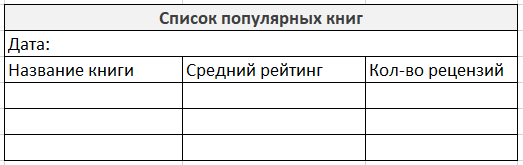 Список популярных книг
Дата:
Название книги Средний рейтинг Кол-во рецензий